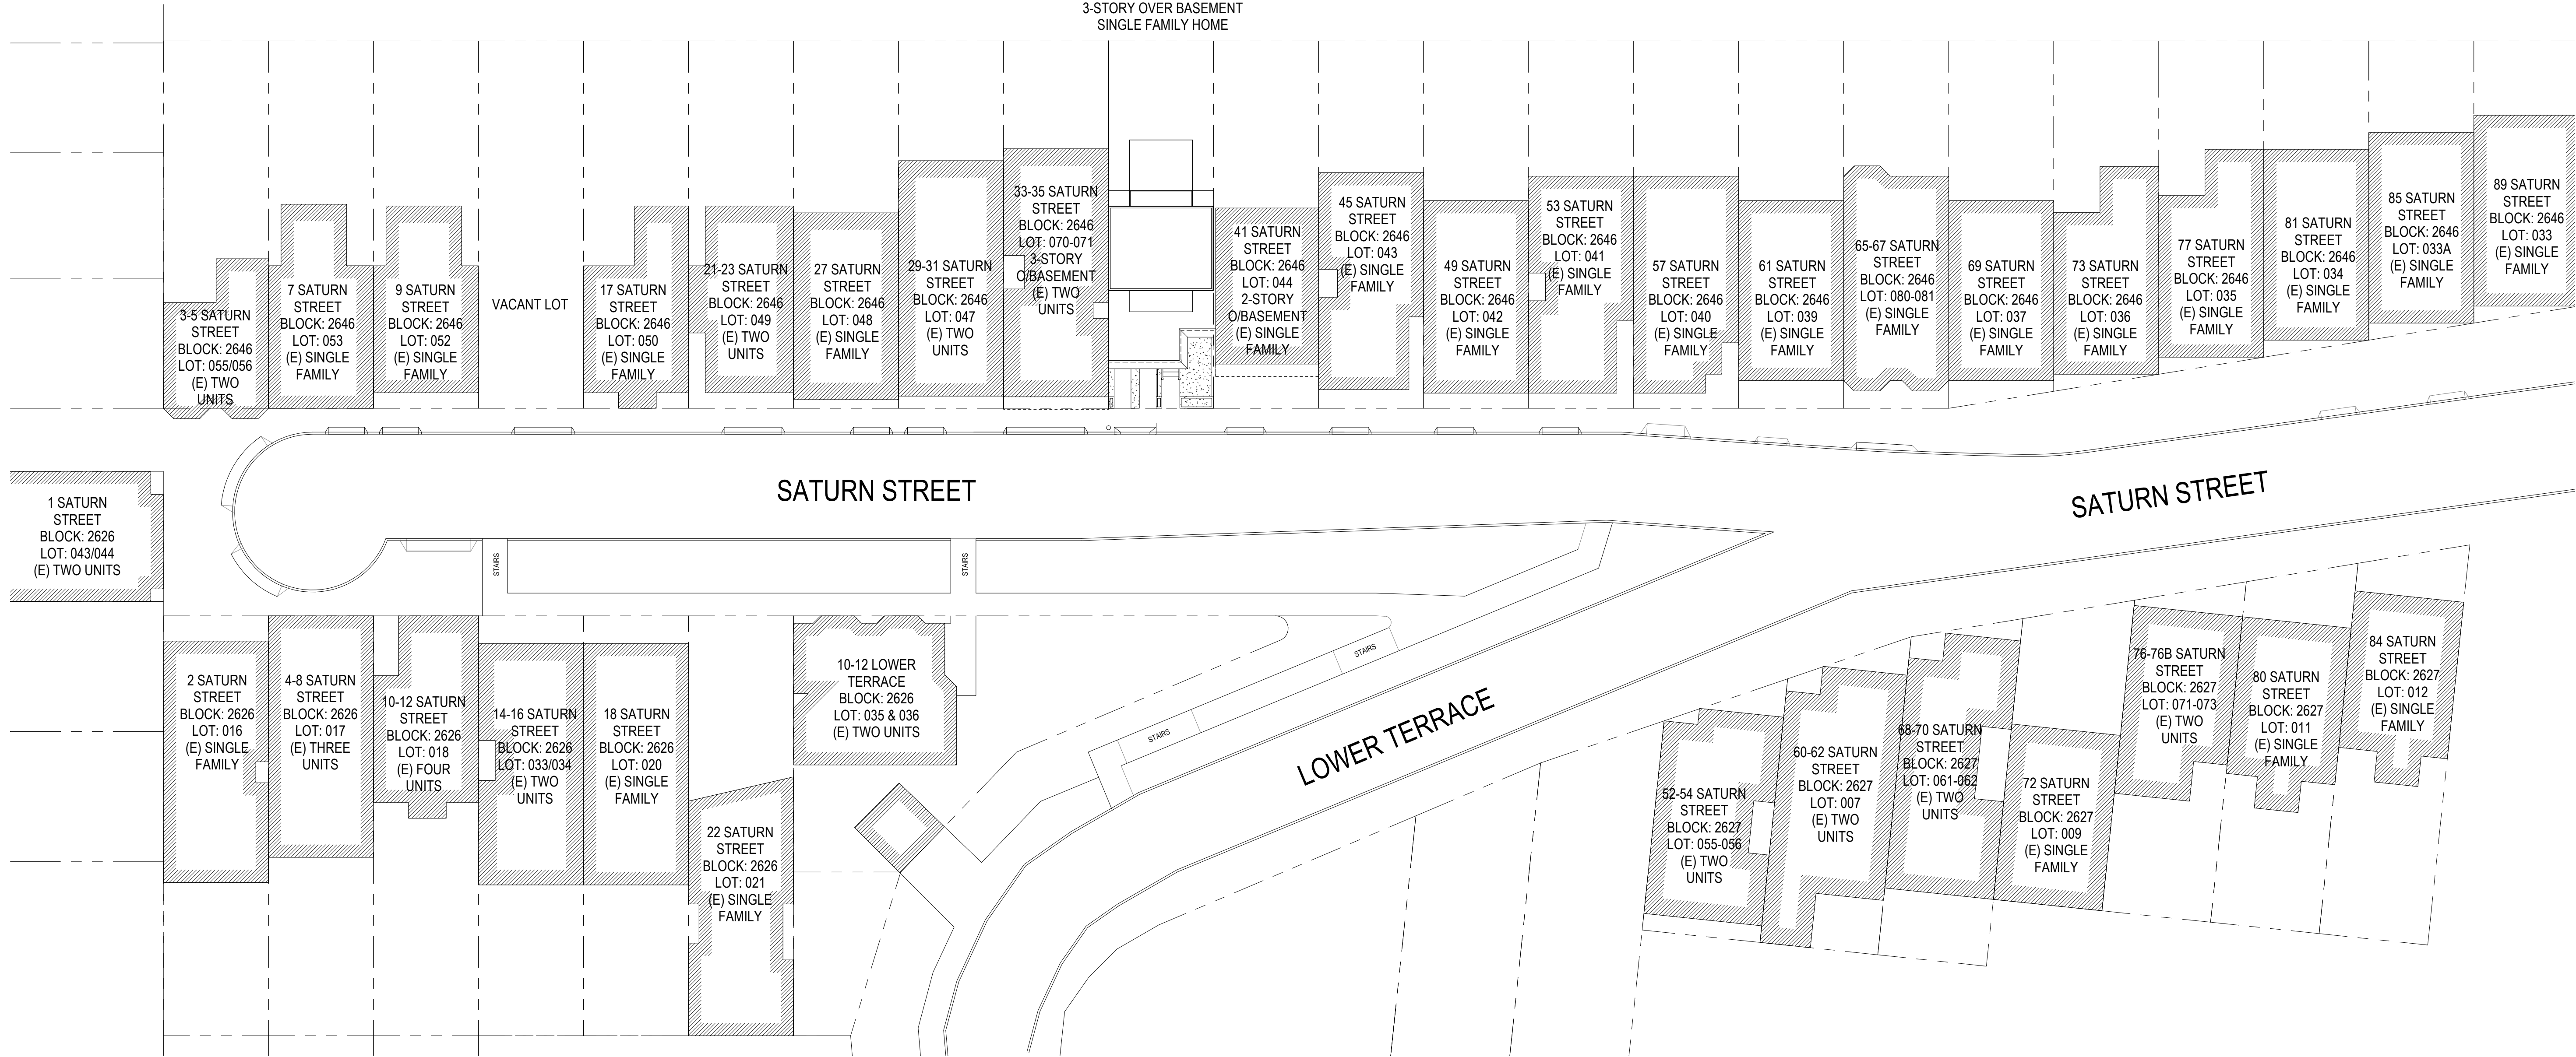 3-STORY OVER BASEMENT
SINGLE FAMILY HOME
3-5 SATURN
STREET
BLOCK: 2646
LOT: 055/056
(E) TWO
UNITS
7 SATURN
STREET
BLOCK: 2646
LOT: 053
(E) SINGLE
FAMILY
9 SATURN
STREET
BLOCK: 2646
LOT: 052
(E) SINGLE
FAMILY
VACANT LOT
17 SATURN
STREET
BLOCK: 2646
LOT: 050
(E) SINGLE
FAMILY
21-23 SATURN
STREET
BLOCK: 2646
LOT: 049
(E) TWO
UNITS
27 SATURN
STREET
BLOCK: 2646
LOT: 048
(E) SINGLE
FAMILY
29-31 SATURN
STREET
BLOCK: 2646
LOT: 047
(E) TWO
UNITS
33-35 SATURN
STREET
BLOCK: 2646
LOT: 070-071
3-STORY
O/BASEMENT
(E) TWO
UNITS
41 SATURN
STREET
BLOCK: 2646
LOT: 044
2-STORY
O/BASEMENT
(E) SINGLE
FAMILY
45 SATURN
STREET
BLOCK: 2646
LOT: 043
(E) SINGLE
FAMILY
49 SATURN
STREET
BLOCK: 2646
LOT: 042
(E) SINGLE
FAMILY
53 SATURN
STREET
BLOCK: 2646
LOT: 041
(E) SINGLE
FAMILY
57 SATURN
STREET
BLOCK: 2646
LOT: 040
(E) SINGLE
FAMILY
61 SATURN
STREET
BLOCK: 2646
LOT: 039
(E) SINGLE
FAMILY
65-67 SATURN
STREET
BLOCK: 2646
LOT: 080-081
(E) SINGLE
FAMILY
69 SATURN
STREET
BLOCK: 2646
LOT: 037
(E) SINGLE
FAMILY
73 SATURN
STREET
BLOCK: 2646
LOT: 036
(E) SINGLE
FAMILY
77 SATURN
STREET
BLOCK: 2646
LOT: 035
(E) SINGLE
FAMILY
81 SATURN
STREET
BLOCK: 2646
LOT: 034
(E) SINGLE
FAMILY
85 SATURN
STREET
BLOCK: 2646
LOT: 033A
(E) SINGLE
FAMILY
89 SATURN
STREET
BLOCK: 2646
LOT: 033
(E) SINGLE
FAMILY
SATURN STREET
SATURN STREET
1 SATURN
STREET
BLOCK: 2626
LOT: 043/044
(E) TWO UNITS
STAIRS
STAIRS
STAIRS
STAIRS
LOWER TERRACE
2 SATURN
STREET
BLOCK: 2626
LOT: 016
(E) SINGLE
FAMILY
4-8 SATURN
STREET
BLOCK: 2626
LOT: 017
(E) THREE
UNITS
10-12 SATURN
STREET
BLOCK: 2626
LOT: 018
(E) FOUR
UNITS
14-16 SATURN
STREET
BLOCK: 2626
LOT: 033/034
(E) TWO
UNITS
18 SATURN
STREET
BLOCK: 2626
LOT: 020
(E) SINGLE
FAMILY
22 SATURN
STREET
BLOCK: 2626
LOT: 021
(E) SINGLE
FAMILY
10-12 LOWER
TERRACE
BLOCK: 2626
LOT: 035 & 036
(E) TWO UNITS
52-54 SATURN
STREET
BLOCK: 2627
LOT: 055-056
(E) TWO
UNITS
60-62 SATURN
STREET
BLOCK: 2627
LOT: 007
(E) TWO
UNITS
68-70 SATURN
STREET
BLOCK: 2627
LOT: 061-062
(E) TWO
UNITS
72 SATURN
STREET
BLOCK: 2627
LOT: 009
(E) SINGLE
FAMILY
76-76B SATURN
STREET
BLOCK: 2627
LOT: 071-073
(E) TWO
UNITS
80 SATURN
STREET
BLOCK: 2627
LOT: 011
(E) SINGLE
FAMILY
84 SATURN
STREET
BLOCK: 2627
LOT: 012
(E) SINGLE
FAMILY